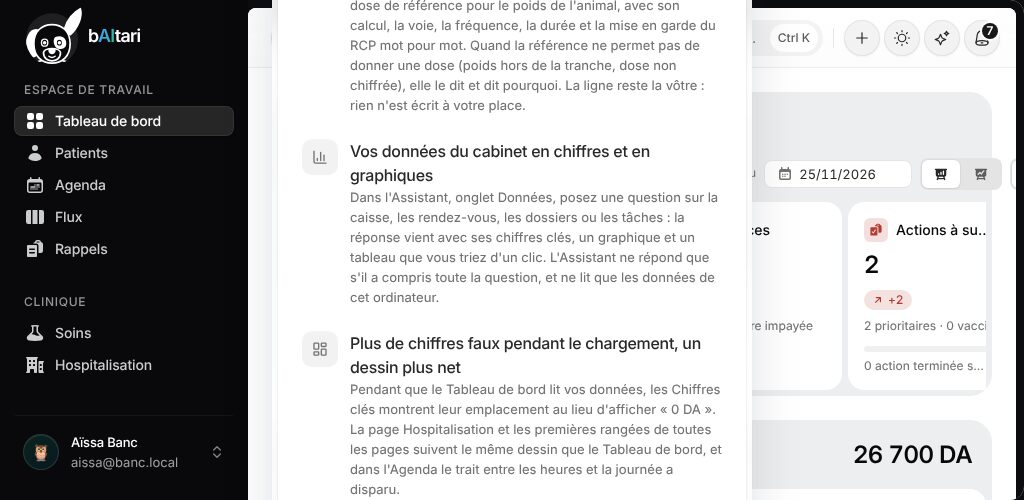 bAItari
ESPACE DE TRAVAIL
Tableau de bord
Patients
Agenda
Flux
Rappels
CLINIQUE
Soins
Hospitalisation
Aïssa Banc
aissa@banc.local
dose de référence pour le poids de l'animal, avec son
calcul, la voie, la fréquence, la durée et la mise en garde du
RCP mot pour mot. Quand la référence ne permet pas de
donner une dose (poids hors de la tranche, dose non
chiffrée), elle le dit et dit pourquoi. La ligne reste la vôtre :
rien n'est écrit à votre place.
Vos données du cabinet en chiffres et en
graphiques
Dans l'Assistant, onglet Données, posez une question sur la
caisse, les rendez-vous, les dossiers ou les tâches : la
réponse vient avec ses chiffres clés, un graphique et un
tableau que vous triez d'un clic. L'Assistant ne répond que
s'il a compris toute la question, et ne lit que les données de
cet ordinateur.
Plus de chiffres faux pendant le chargement, un
dessin plus net
Pendant que le Tableau de bord lit vos données, les Chiffres
clés montrent leur emplacement au lieu d'afficher « 0 DA ».
La page Hospitalisation et les premières rangées de toutes
les pages suivent le même dessin que le Tableau de bord, et
dans l'Agenda le trait entre les heures et la journée a
disparu.
Ctrl K
7
25/11/2026
ces
re impayée
Actions à su...
2
+2
2 prioritaires · 0 vacci
0 action terminée s...
26 700 DA